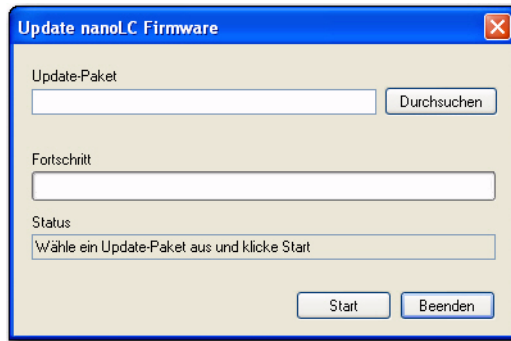 Update nanoLC Firmware
Update-Paket
Durchsuchen
Fortschritt
Status
Wähle ein Update-Paket aus und klicke Start
Start Beenden